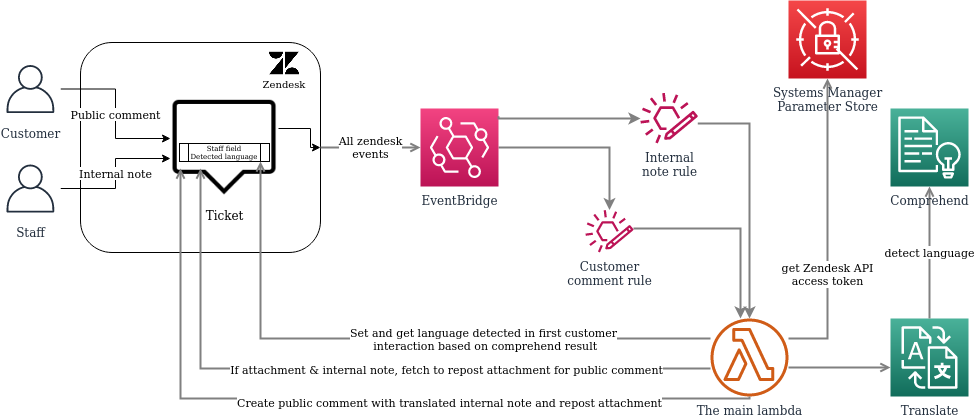 Zendesk
Customer
Public comment
Staff field
Detected language
Internal note
Staff
Ticket
All zendesk
events
EventBridge
Internal
note rule
Customer
comment rule
Systems Manager
Parameter Store
Comprehend
get Zendesk API
access token
detect language
Set and get language detected in first customer
interaction based on comprehend result
If attachment & internal note, fetch to repost attachment for public comment
Create public comment with translated internal note and repost attachment
The main lambda
A
文
Translate